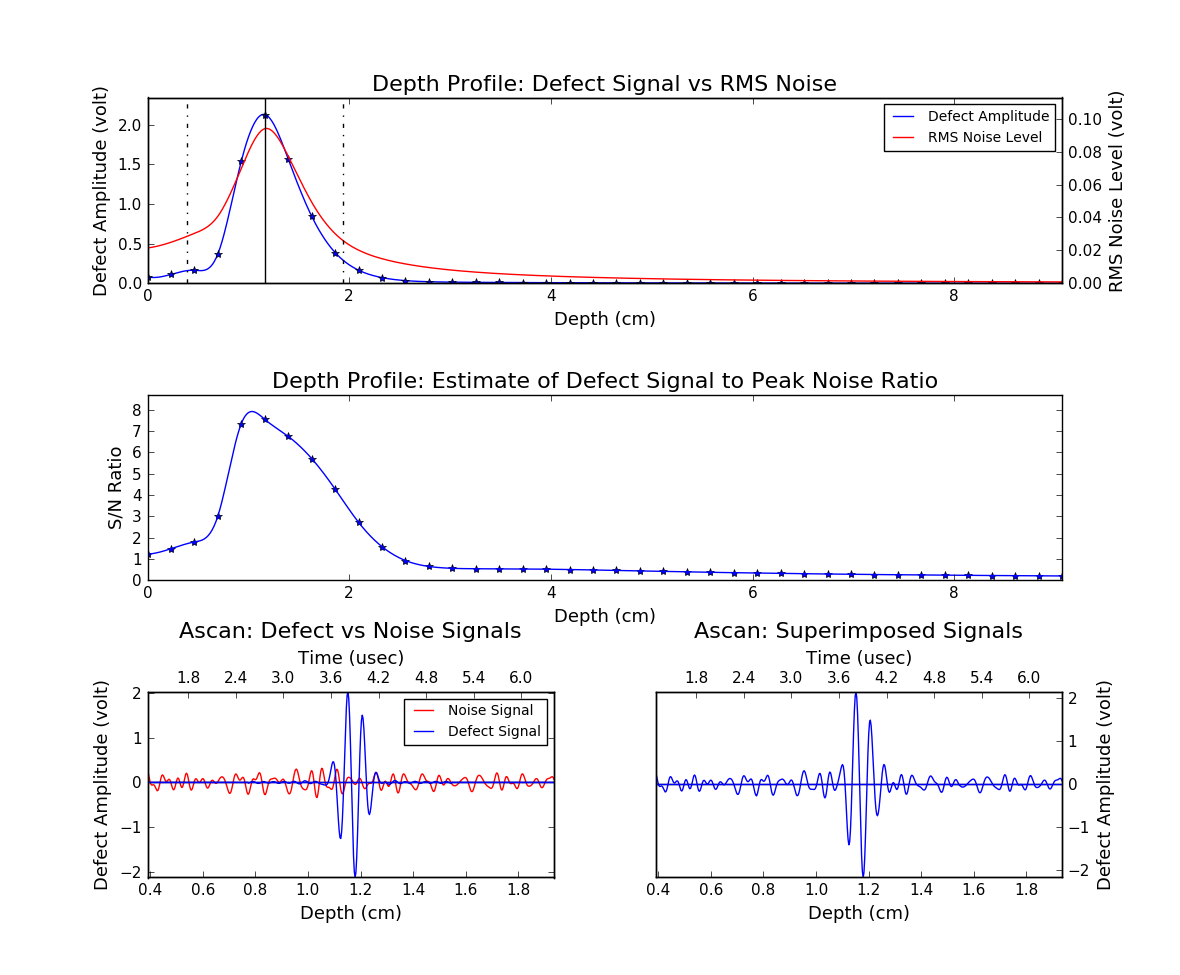 Depth Profile: Defect Signal vs RMS Noise
Defect Amplitude (volt)
2.0
1.5
1.0
0.5
0.0
Defect Amplitude
RMS Noise Level
0.10
0.08
0.06
0.04
0.02
0.00
RMS Noise Level (volt)
0 2 4 6 8
Depth (cm)
Depth Profile: Estimate of Defect Signal to Peak Noise Ratio
S/N Ratio
8
7
6
5
4
3
2
1
0
0 2 4 6 8
Depth (cm)
Ascan: Defect vs Noise Signals
Time (usec)
1.8 2.4 3.0 3.6 4.2 4.8 5.4 6.0
Defect Amplitude (volt)
2
1
0
−1
−2
Noise Signal
Defect Signal
0.4 0.6 0.8 1.0 1.2 1.4 1.6 1.8
Depth (cm)
Ascan: Superimposed Signals
Time (usec)
1.8 2.4 3.0 3.6 4.2 4.8 5.4 6.0
2
1
0
−1
−2
Defect Amplitude (volt)
0.4 0.6 0.8 1.0 1.2 1.4 1.6 1.8
Depth (cm)